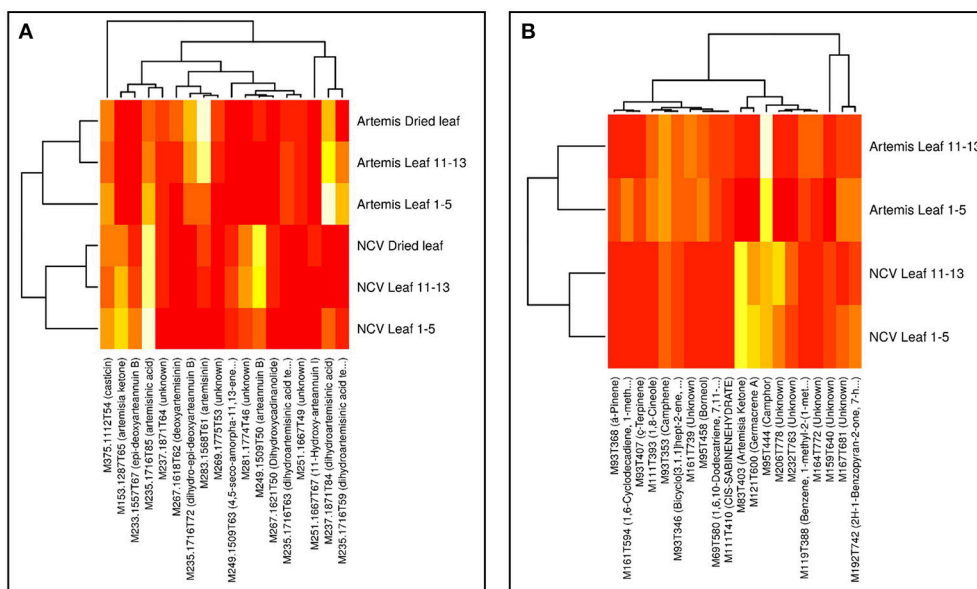 A
Artemis Dried leaf
Artemis Leaf 11-13
Artemis Leaf 1-5
NCV Dried leaf
NCV Leaf 11-13
NCV Leaf 1-5
M375.1112T54 (casticin)
M153.1287T65 (artemisia ketone)
M233.1557T67 (epi-deoxyarteannuin B)
M235.1716T85 (artemisinic acid)
M237.1871T64 (unknown)
M267.1618T62 (deoxyartemisinin)
M235.1716T72 (dihydro-epi-deoxyarteannuin B)
M283.1568T61 (artemisinin)
M269.1775T53 (unknown)
M249.1509T63 (4,5-seco-amorpha-11,13-ene...)
M281.1774T46 (unknown)
M249.1509T50 (arteannuin B)
M267.1621T50 (Dihydroxycadinanolide)
M235.1716T63 (dihydroartemisinic acid te...)
M251.1667T49 (unknown)
M251.1667T67 (11-Hydroxy-arteannuin I)
M237.1871T84 (dihydroartemisinic acid)
M235.1716T59 (dihydroartemisinic acid te...)
B
Artemis Leaf 11-13
Artemis Leaf 1-5
NCV Leaf 11-13
NCV Leaf 1-5
M93T368 (á-Pinene)
M161T594 (1,6-Cyclodecadiene, 1-meth...)
M93T407 (ç-Terpinene)
M111T393 (1,8-Cineole)
M93T353 (Camphene)
M93T346 (Bicyclo[3.1.1]hept-2-ene, ...)
M161T739 (Unknown)
M95T458 (Borneol)
M69T580 (1,6,10-Dodecatriene, 7,11-...)
M111T410 (CIS-SABINENEHYDRATE)
M83T403 (Artemisia Ketone)
M121T600 (Germacrene A)
M95T444 (Camphor)
M206T778 (Unknown)
M232T763 (Unknown)
M119T388 (Benzene, 1-methyl-2-(1-met...)
M164T772 (Unknown)
M159T640 (Unknown)
M167T681 (Unknown)
M192T742 (2H-1-Benzopyran-2-one, 7-h...)